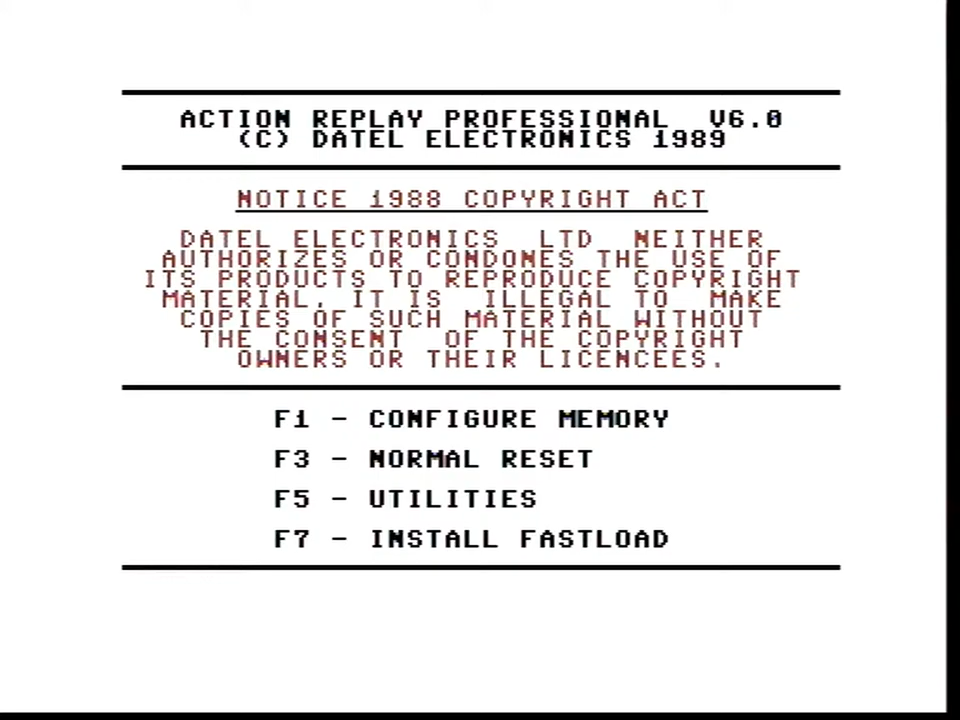 ACTION REPLAY PROFESSIONAL  V6.0
(C) DATEL ELECTRONICS 1989
NOTICE 1988 COPYRIGHT ACT
DATEL ELECTRONICS  LTD  NEITHER
AUTHORIZES OR CONDONES THE USE OF
ITS PRODUCTS TO REPRODUCE COPYRIGHT
MATERIAL, IT IS  ILLEGAL TO  MAKE
COPIES OF SUCH MATERIAL WITHOUT
THE CONSENT  OF THE COPYRIGHT
OWNERS OR THEIR LICENCEES.
F1 - CONFIGURE MEMORY
F3 - NORMAL RESET
F5 - UTILITIES
F7 - INSTALL FASTLOAD